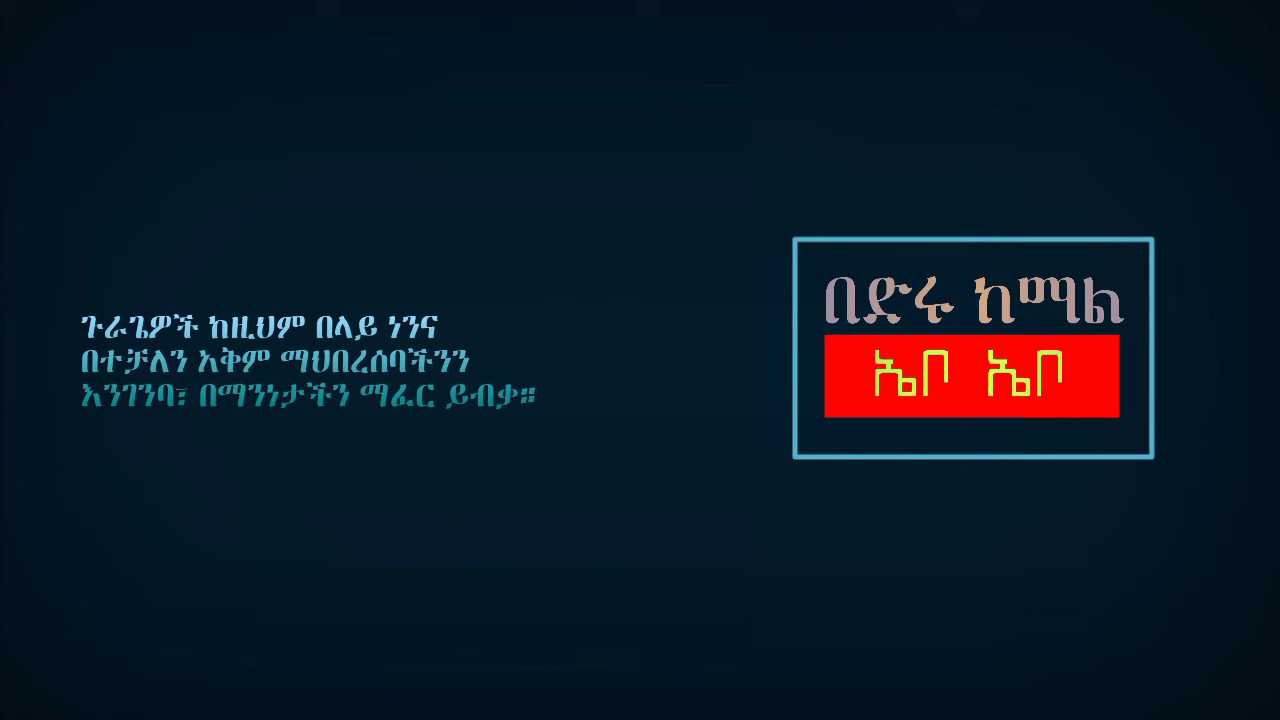 ጉራጌዎች ከዚህም በላይ ነንና
በተቻለን አቅም ማህበረሰባችንን
እንገንባ፣ በማንነታችን ማፈር ይብቃ።
በድሩ ከማል
ኤቦ ኤቦ